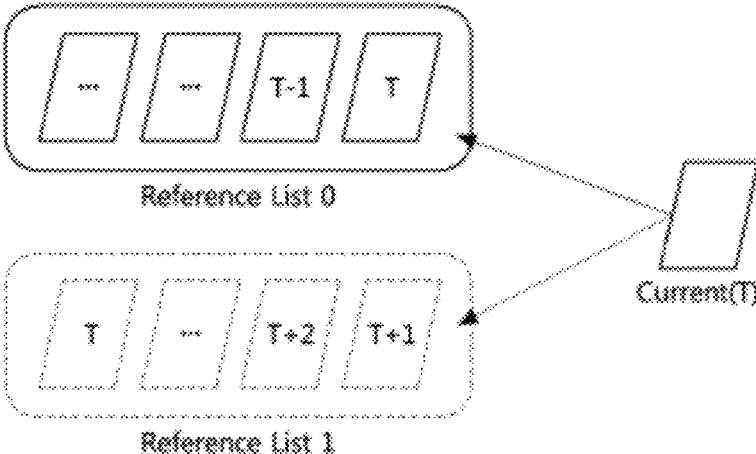 ... ... T-1 T
Reference List 0
Current(T)
T ... T+2 T+1
Reference List 1